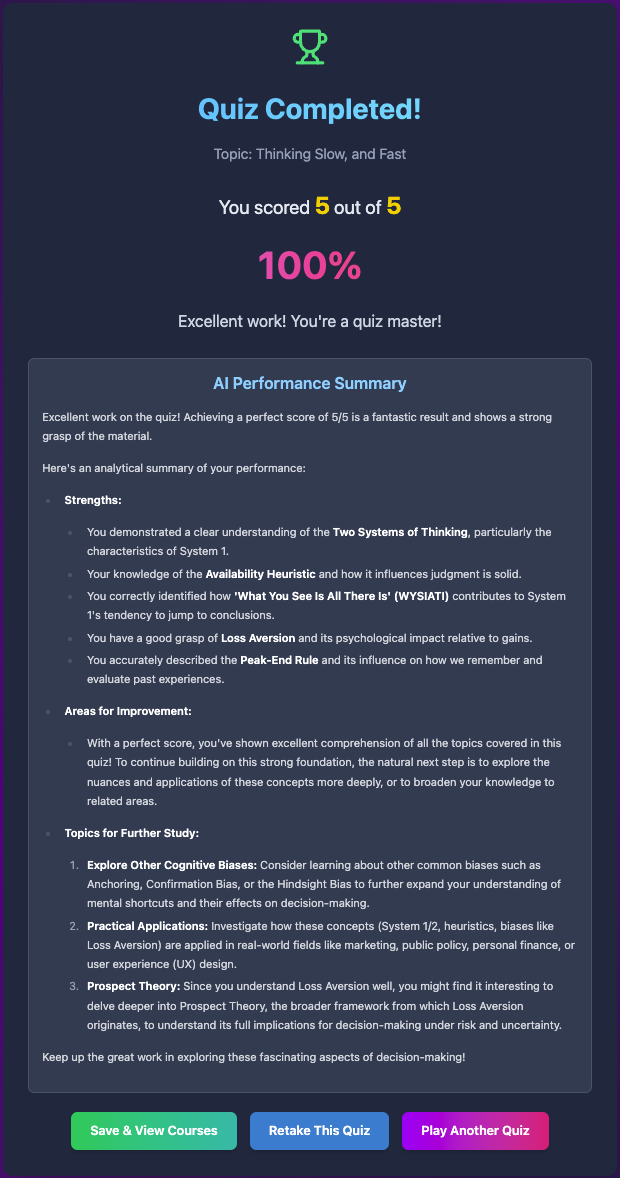 Quiz Completed!
Topic: Thinking Slow, and Fast
You scored 5 out of 5
100%
Excellent work! You're a quiz master!
AI Performance Summary
Excellent work on the quiz! Achieving a perfect score of 5/5 is a fantastic result and shows a strong
grasp of the material.
Here's an analytical summary of your performance:
Strengths:
You demonstrated a clear understanding of the Two Systems of Thinking, particularly the
characteristics of System 1.
Your knowledge of the Availability Heuristic and how it influences judgment is solid.
You correctly identified how 'What You See Is All There Is' (WYSIATI) contributes to System
1's tendency to jump to conclusions.
You have a good grasp of Loss Aversion and its psychological impact relative to gains.
You accurately described the Peak-End Rule and its influence on how we remember and
evaluate past experiences.
Areas for Improvement:
With a perfect score, you've shown excellent comprehension of all the topics covered in this
quiz! To continue building on this strong foundation, the natural next step is to explore the
nuances and applications of these concepts more deeply, or to broaden your knowledge to
related areas.
Topics for Further Study:
1. Explore Other Cognitive Biases: Consider learning about other common biases such as
Anchoring, Confirmation Bias, or the Hindsight Bias to further expand your understanding of
mental shortcuts and their effects on decision-making.
2. Practical Applications: Investigate how these concepts (System 1/2, heuristics, biases like
Loss Aversion) are applied in real-world fields like marketing, public policy, personal finance, or
user experience (UX) design.
3. Prospect Theory: Since you understand Loss Aversion well, you might find it interesting to
delve deeper into Prospect Theory, the broader framework from which Loss Aversion
originates, to understand its full implications for decision-making under risk and uncertainty.
Keep up the great work in exploring these fascinating aspects of decision-making!
Save & View Courses
Retake This Quiz
Play Another Quiz